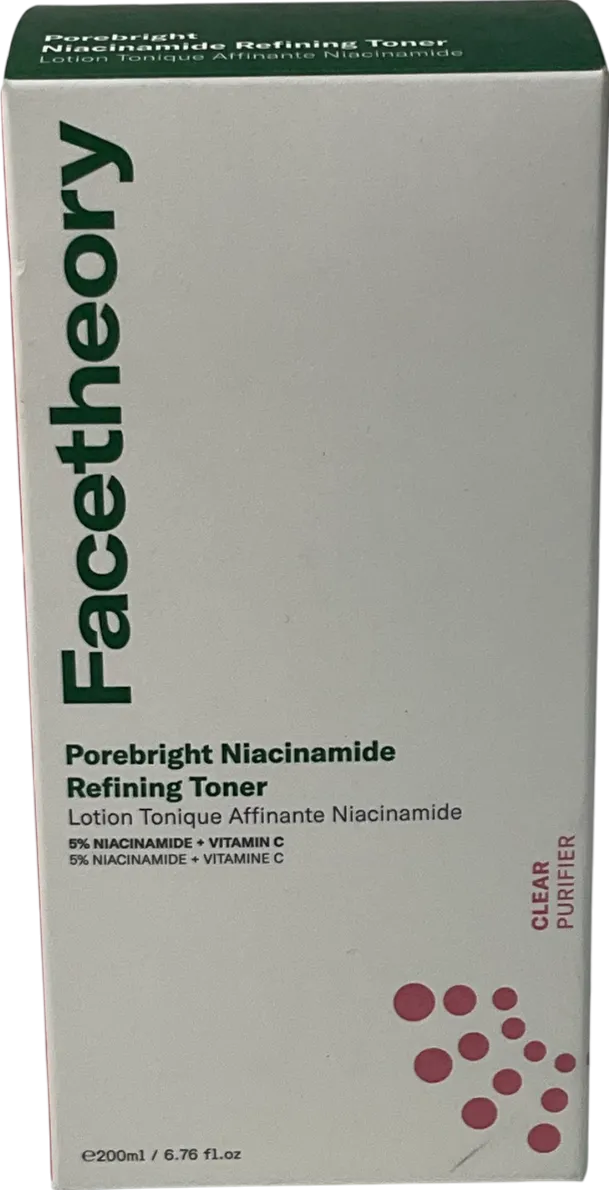 Porebright
Niacinamide Refining Toner
Lotion Tonique Affinante Niacinamide
Facetheory
Porebright Niacinamide
Refining Toner
Lotion Tonique Affinante Niacinamide
5% NIACINAMIDE + VITAMIN C
5% NIACINAMIDE + VITAMINE C
CLEAR
PURIFIER
℮200ml / 6.76 fl.oz